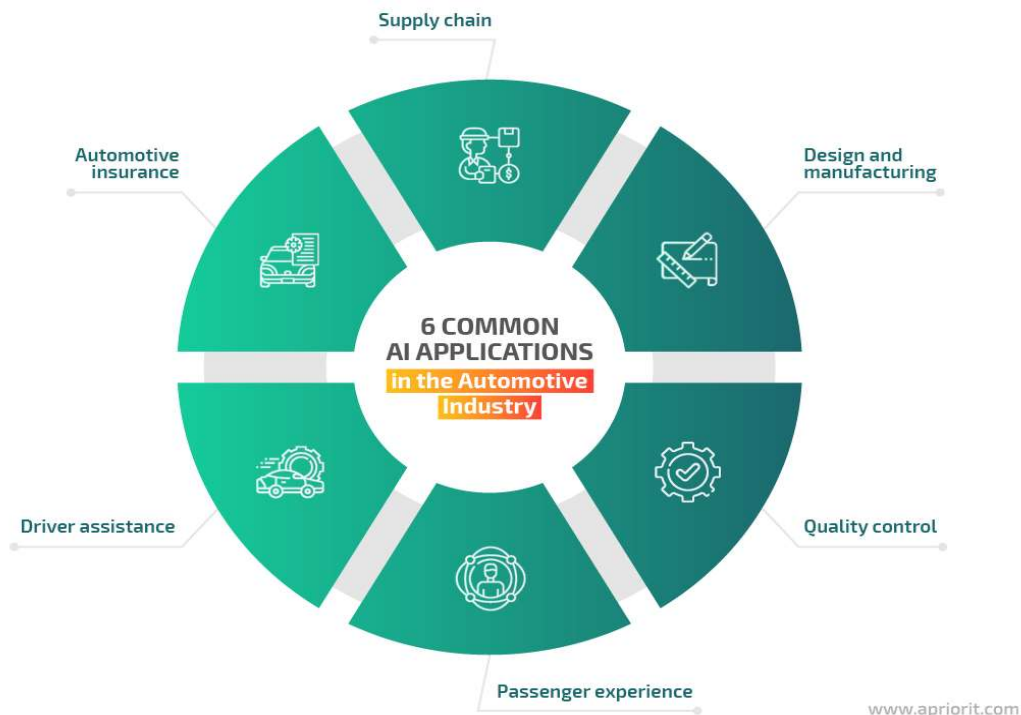 Supply chain
Automotive
insurance
Design and
manufacturing
6 COMMON
AI APPLICATIONS
in the Automotive
Industry
Driver assistance
Quality control
Passenger experience
www.apriorit.com